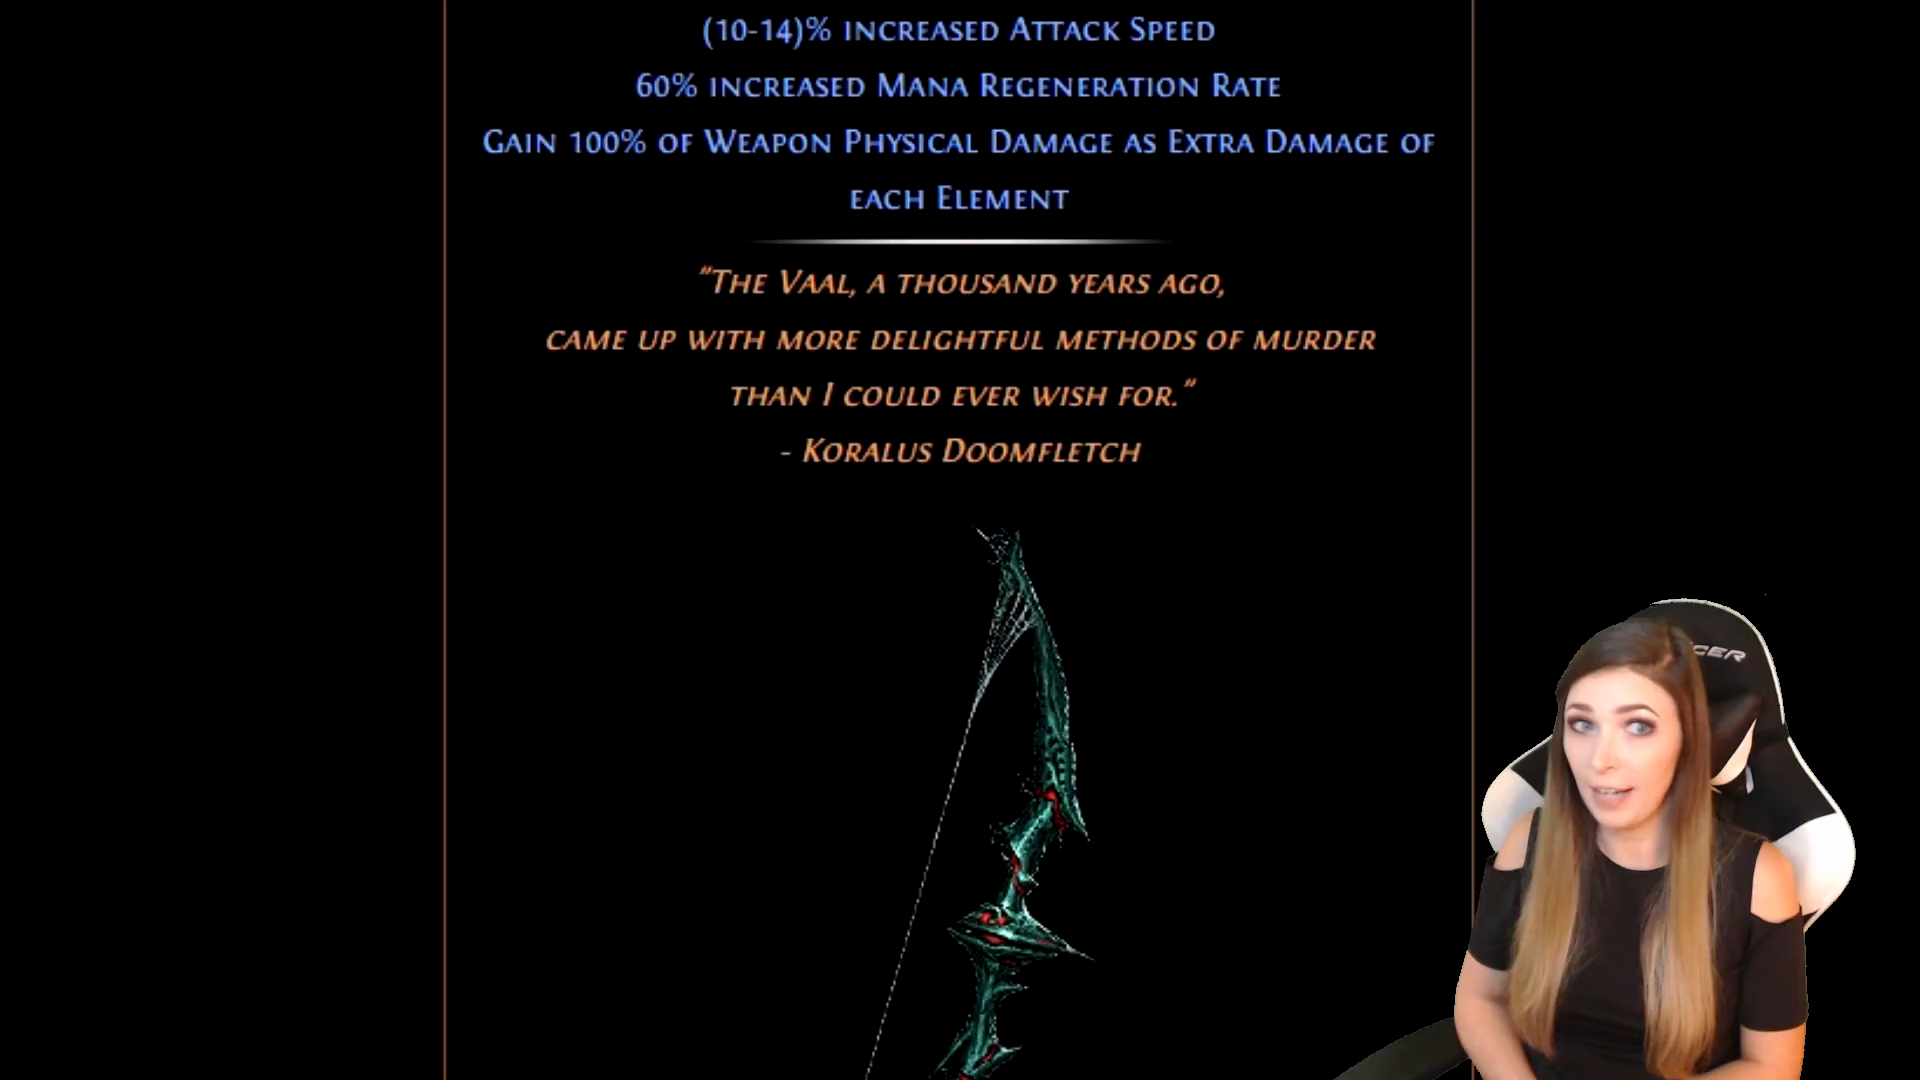 (10-14)% increased Attack Speed
60% increased Mana Regeneration Rate
Gain 100% of Weapon Physical Damage as Extra Damage of
each Element
"The Vaal, a thousand years ago,
came up with more delightful methods of murder
than I could ever wish for."
- Koralus Doomfletch
CER